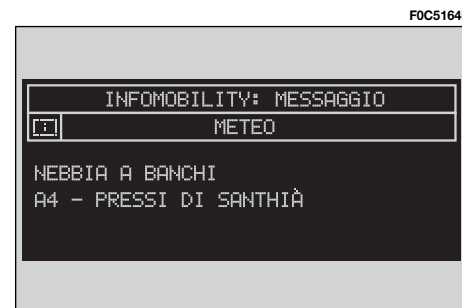 F0C5164
INFOMOBILITY: MESSAGGIO
i METEO
NEBBIA A BANCHI
A4 - PRESSI DI SANTHIÀ